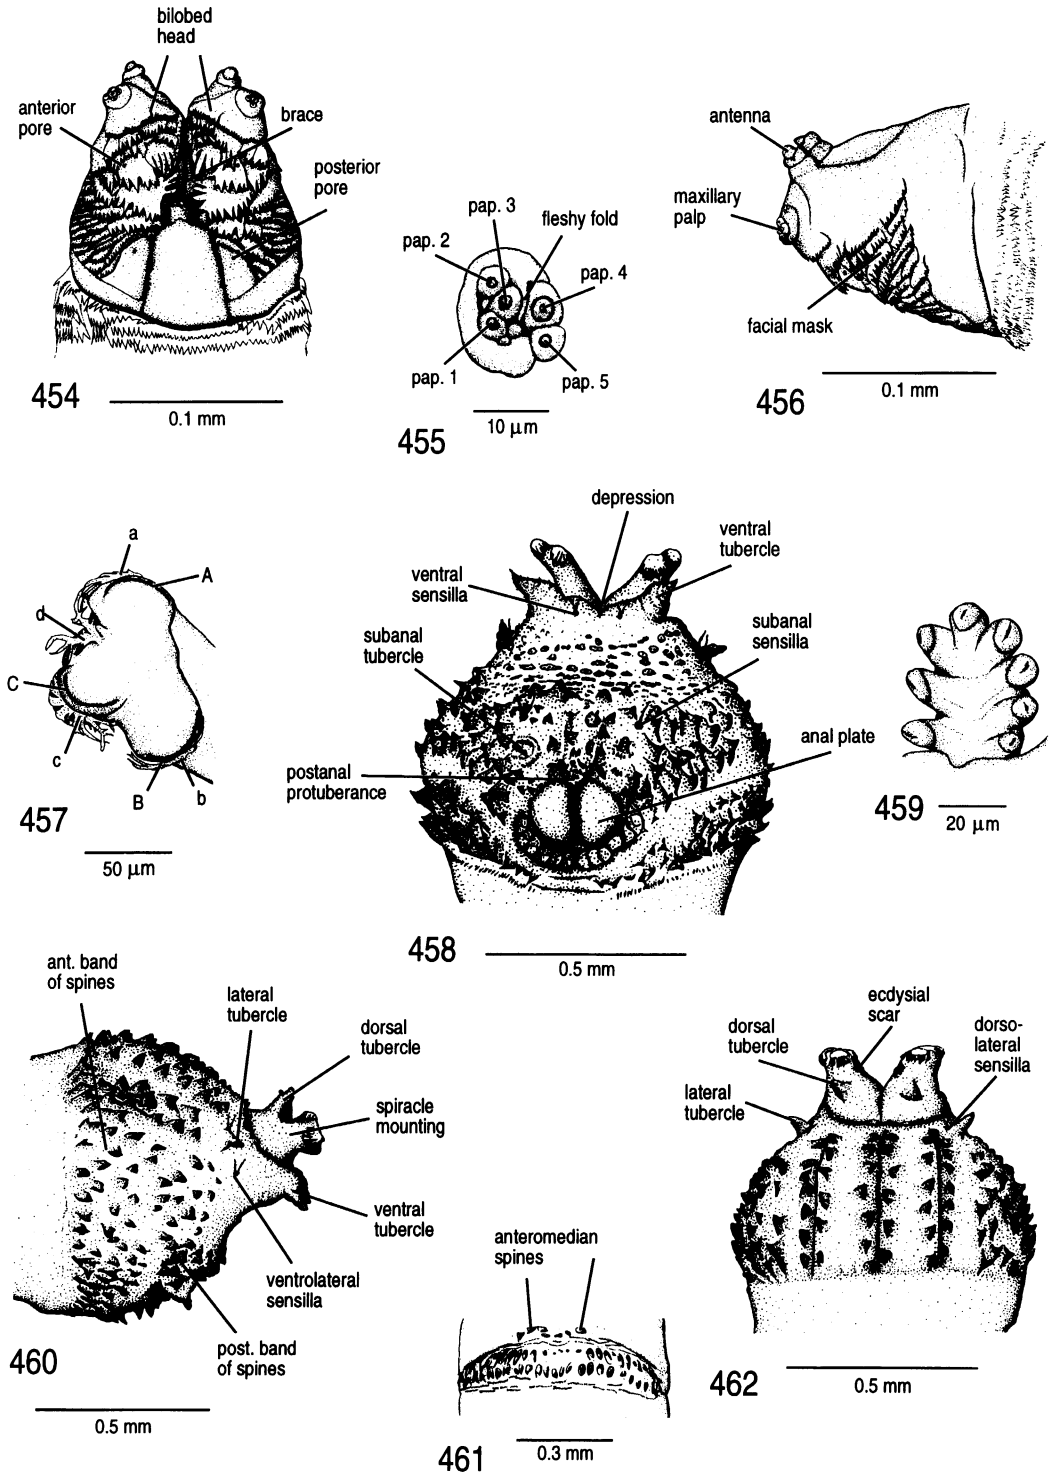 bilobed
head
anterior
pore
brace
posterior
pore
454
0.1 mm
pap. 3
fleshy fold
pap. 2
pap. 4
pap. 1
pap. 5
455
10 µm
antenna
maxillary
palp
facial mask
456
0.1 mm
a
A
d
C
c
B
b
457
50 µm
depression
ventral
tubercle
ventral
sensilla
subanal
tubercle
subanal
sensilla
anal plate
postanal
protuberance
458
0.5 mm
459
20 µm
ant. band
of spines
lateral
tubercle
dorsal
tubercle
spiracle
mounting
ventral
tubercle
ventrolateral
sensilla
post. band
of spines
460
0.5 mm
anteromedian
spines
461
0.3 mm
ecdysial
scar
dorsal
tubercle
dorso-
lateral
sensilla
lateral
tubercle
462
0.5 mm